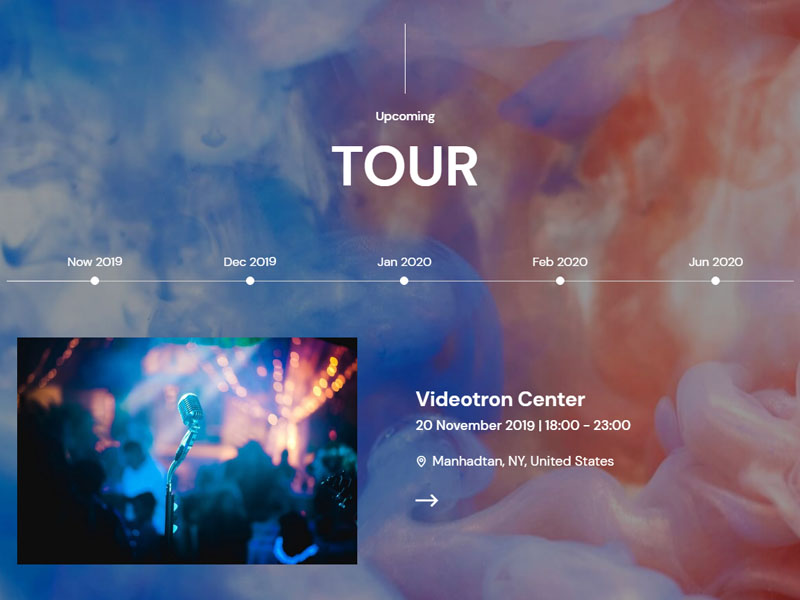 Upcoming
TOUR
Now 2019
Dec 2019
Jan 2020
Feb 2020
Jun 2020
Videotron Center
20 November 2019 | 18:00 - 23:00
Manhadtan, NY, United States